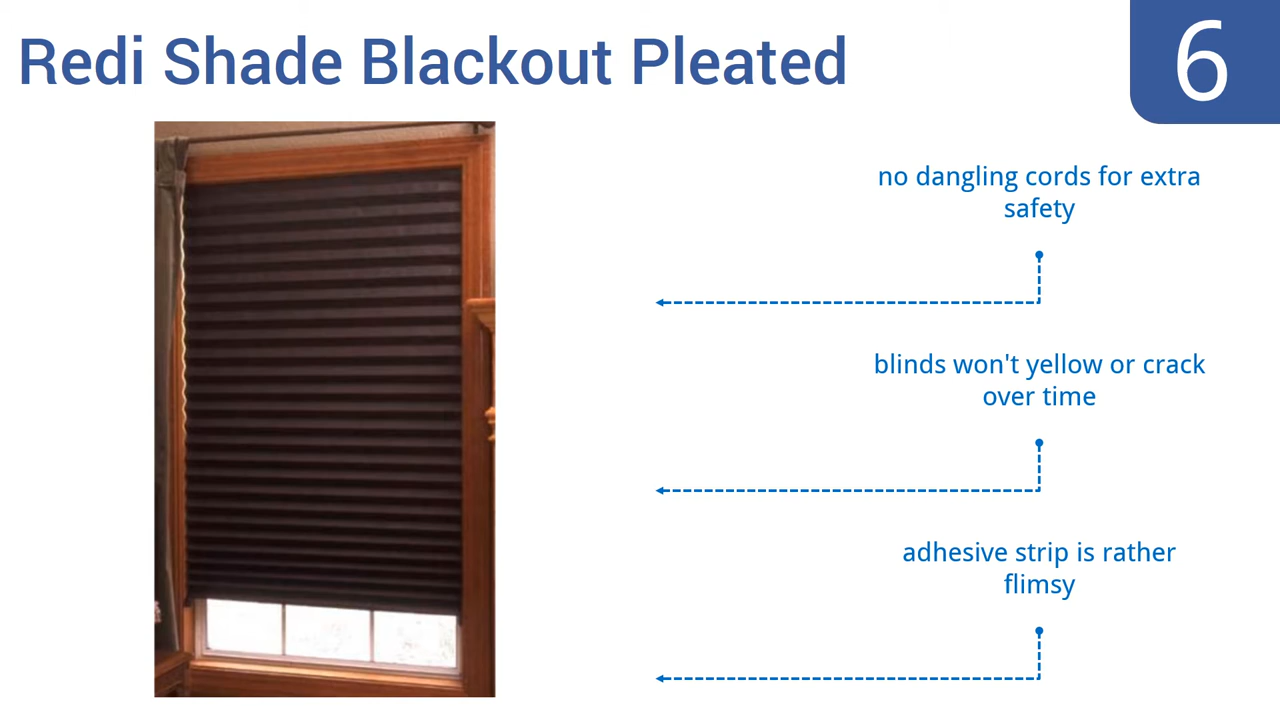 Redi Shade Blackout Pleated
6
no dangling cords for extra
safety
blinds won't yellow or crack
over time
adhesive strip is rather
flimsy